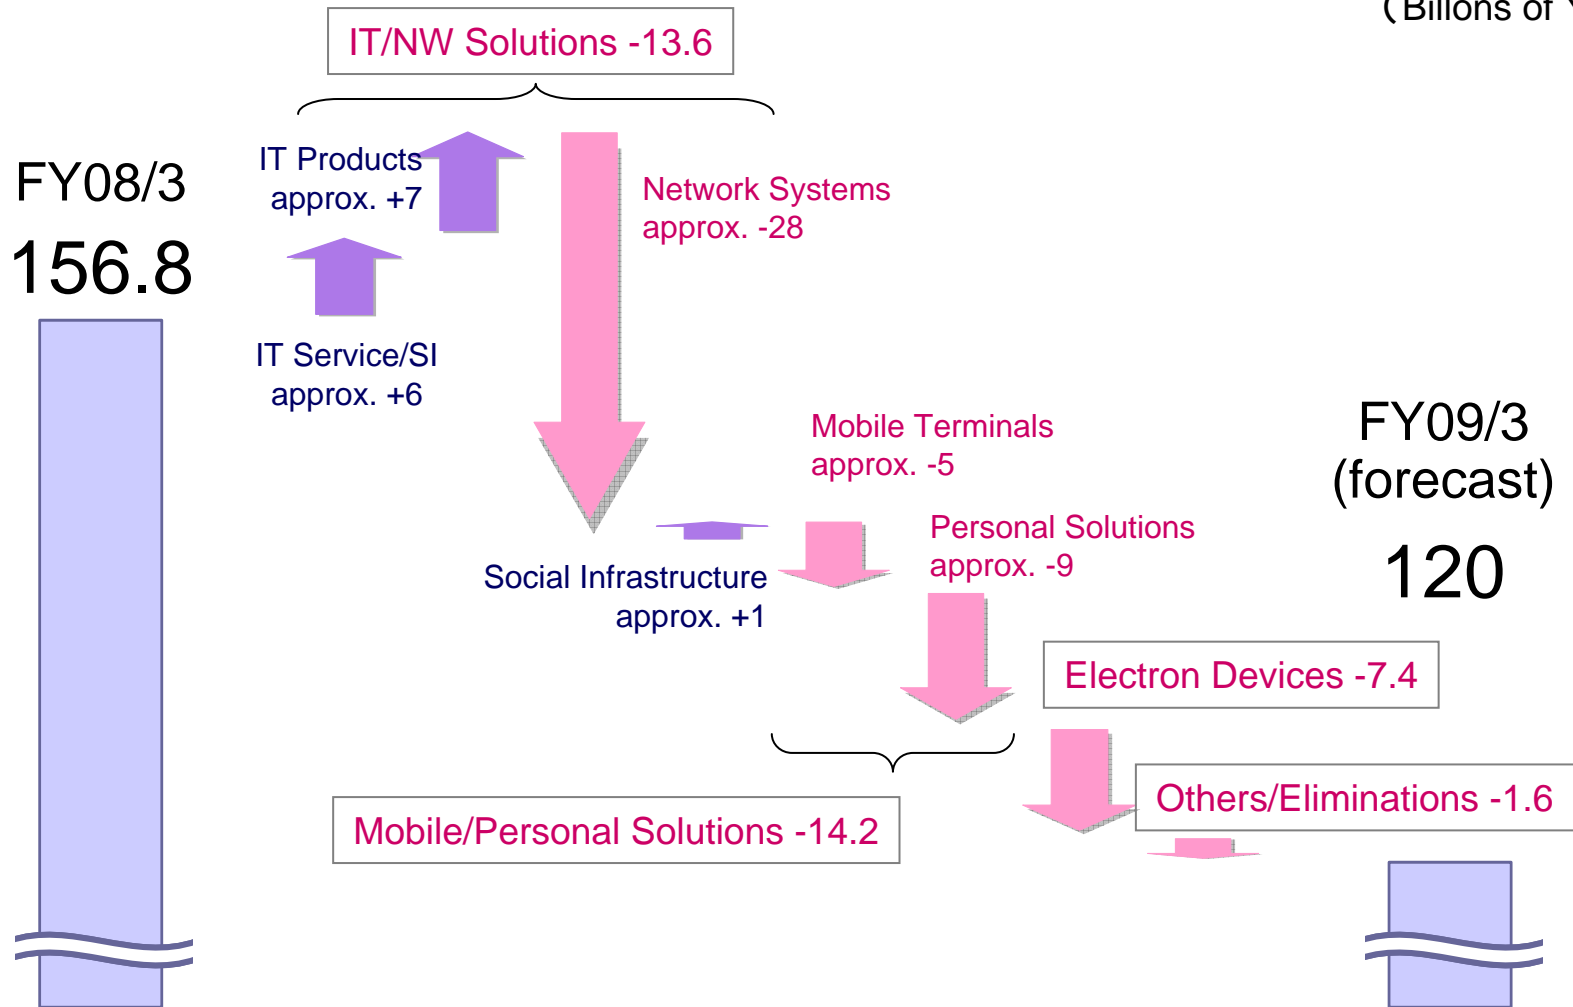 (Billons of
IT/NW Solutions -13.6
FY08/3
156.8
IT Products
approx. +7
Network Systems
approx. -28
IT Service/SI
approx. +6
Mobile Terminals
approx. -5
FY09/3
(forecast)
120
Personal Solutions
approx. -9
Social Infrastructure
approx. +1
Electron Devices -7.4
Others/Eliminations -1.6
Mobile/Personal Solutions -14.2